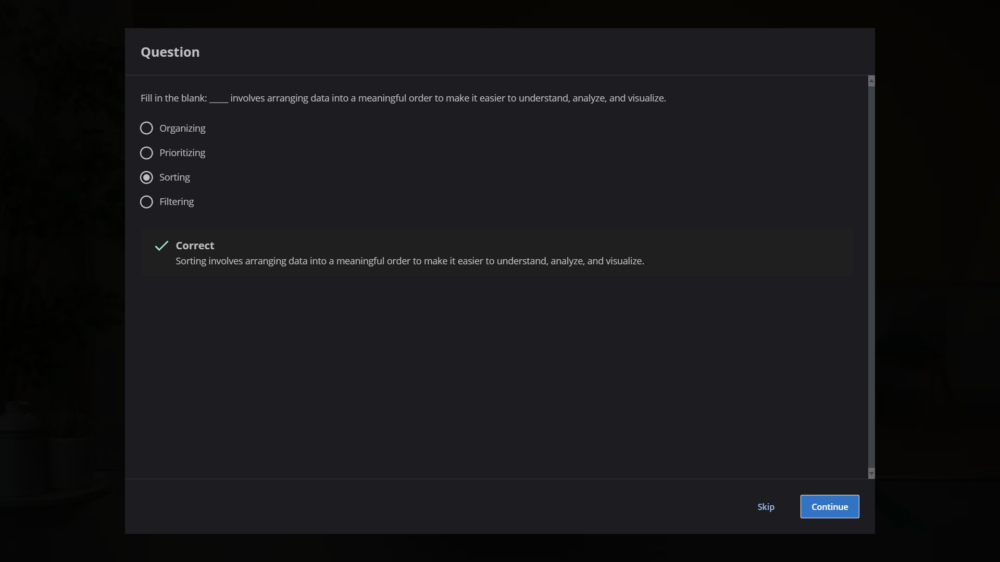 Question
Fill in the blank: ____ involves arranging data into a meaningful order to make it easier to understand, analyze, and visualize.
Organizing
Prioritizing
Sorting
Filtering
Correct
Sorting involves arranging data into a meaningful order to make it easier to understand, analyze, and visualize.
Skip
Continue